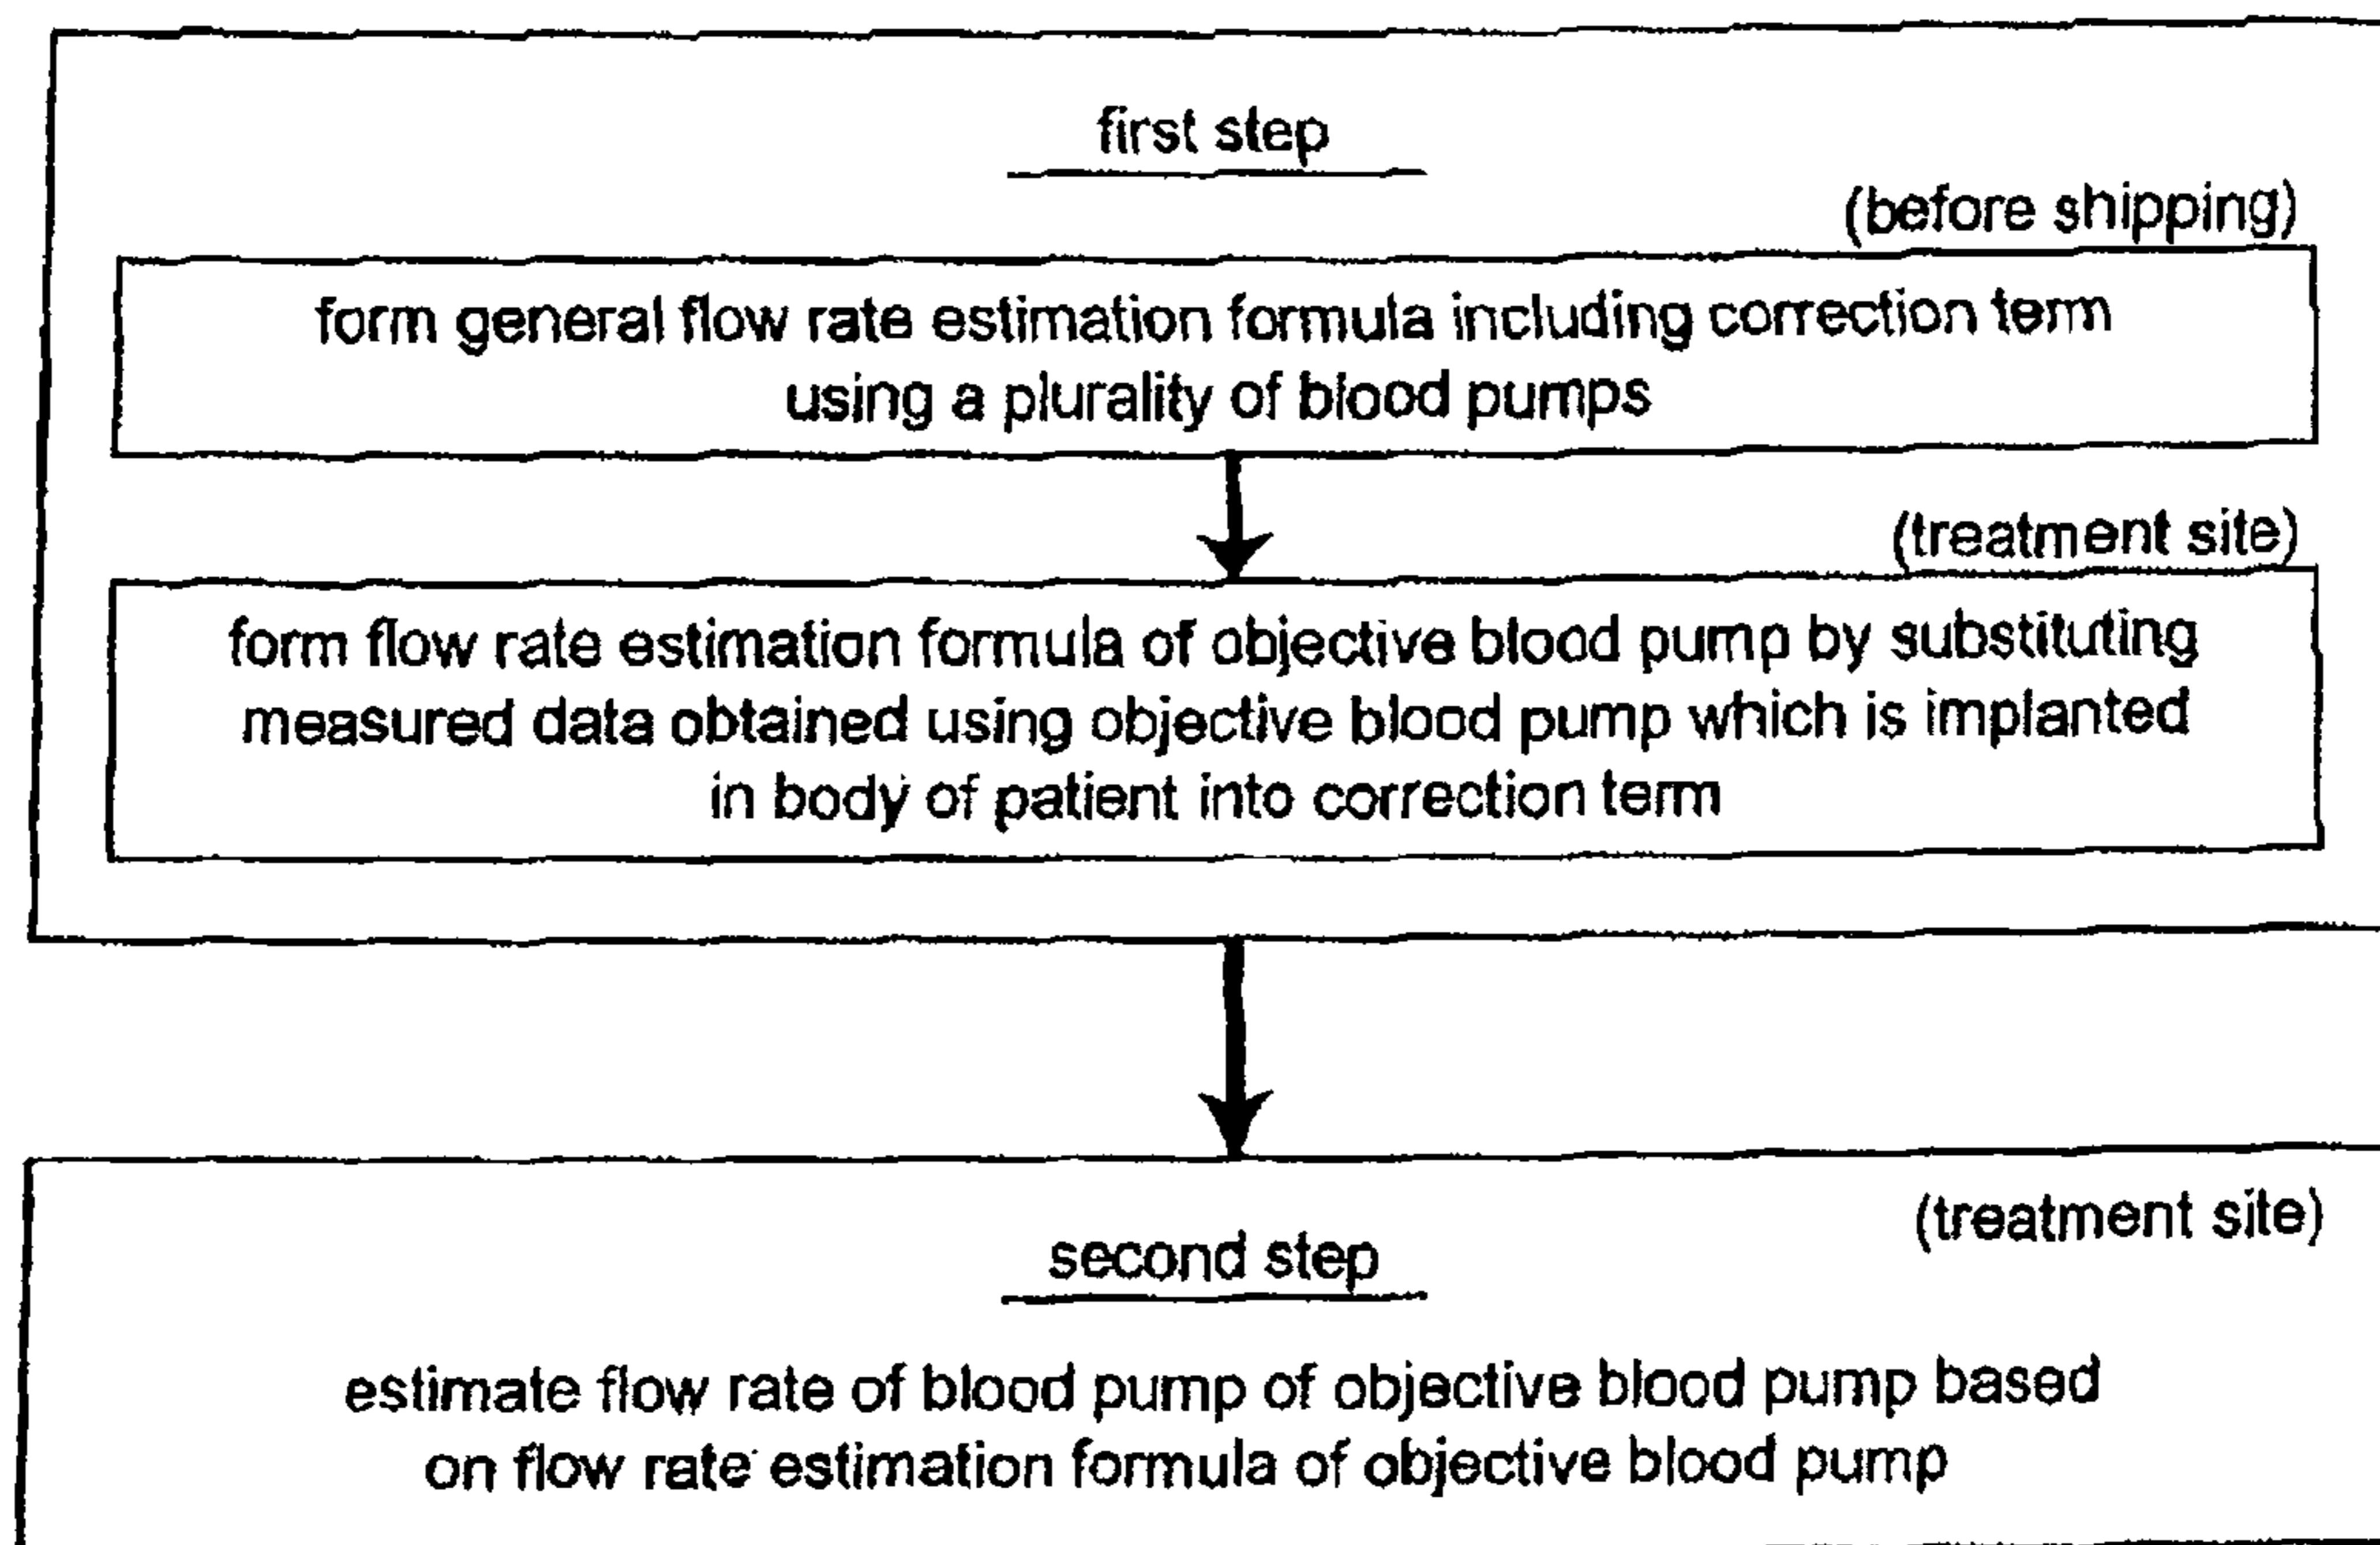 first step
(before shipping)
form general flow rate estimation formula including correction term
using a plurality of blood pumps
(treatment site)
form flow rate estimation formula of objective blood pump by substituting
measured data obtained using objective blood pump which is implanted
in body of patient into correction term
(treatment site)
second step
estimate flow rate of blood pump of objective blood pump based
on flow rate estimation formula of objective blood pump